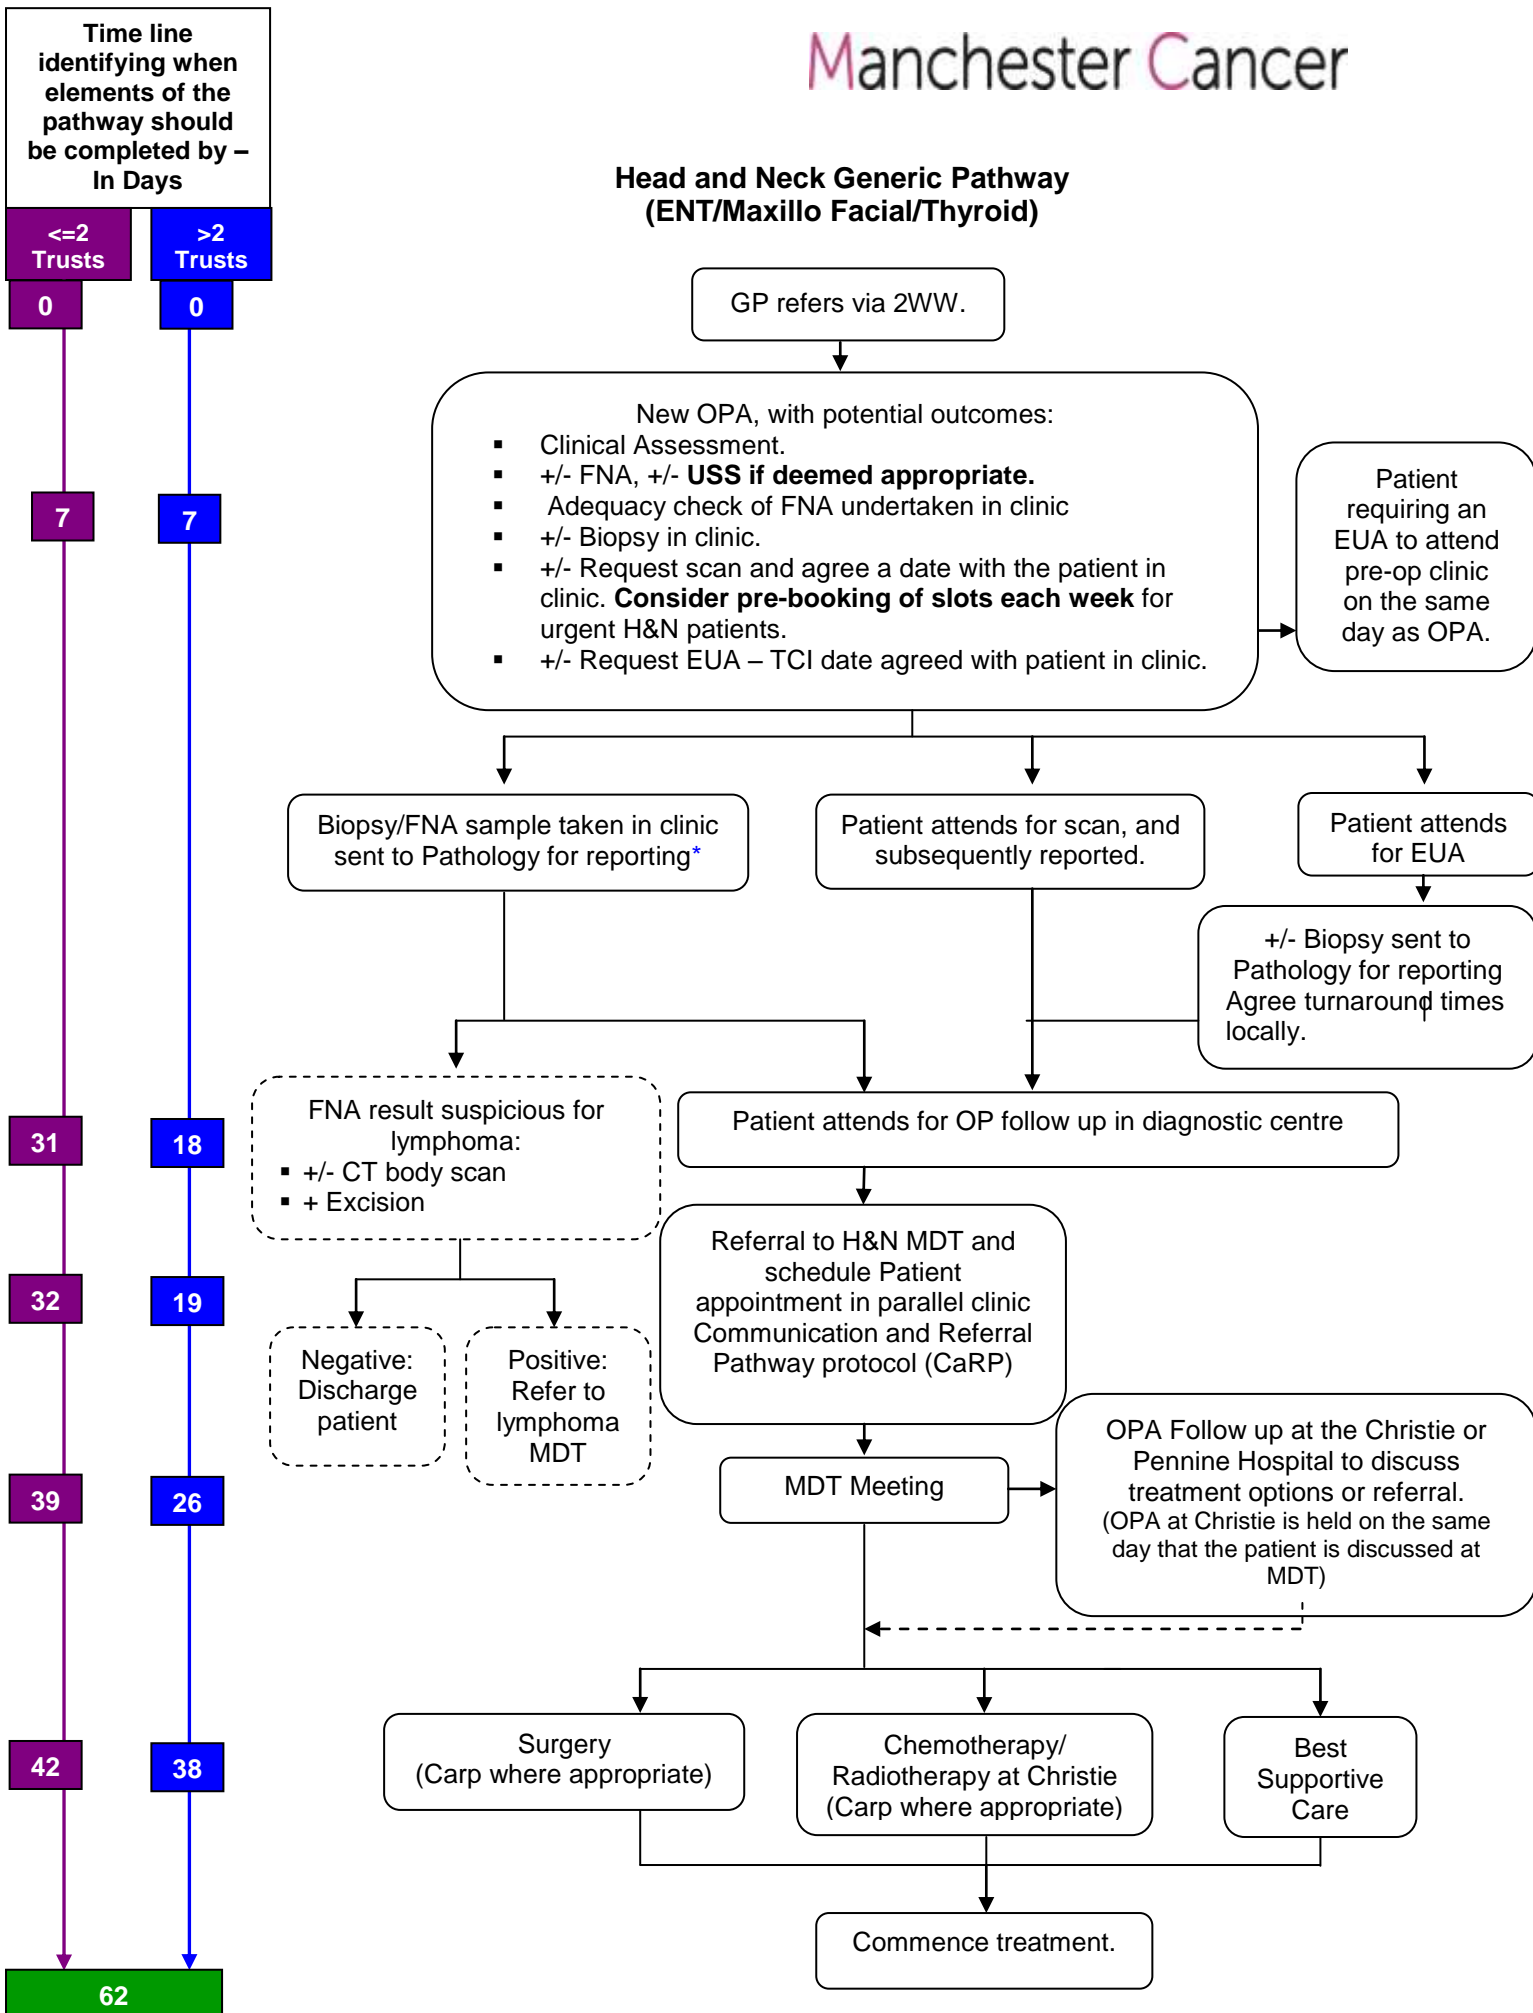 Time line
identifying when
elements of the
pathway should
be completed by –
In Days
Manchester Cancer
Head and Neck Generic Pathway
(ENT/Maxillo Facial/Thyroid)
<=2
Trusts
>2
Trusts
0
0
GP refers via 2WW.
New OPA, with potential outcomes:
▪ Clinical Assessment.
▪ +/- FNA, +/- USS if deemed appropriate.
▪ Adequacy check of FNA undertaken in clinic
▪ +/- Biopsy in clinic.
▪ +/- Request scan and agree a date with the patient in
clinic. Consider pre-booking of slots each week for
urgent H&N patients.
▪ +/- Request EUA – TCI date agreed with patient in clinic.
Patient
requiring an
EUA to attend
pre-op clinic
on the same
day as OPA.
7
7
Biopsy/FNA sample taken in clinic
sent to Pathology for reporting*
Patient attends for scan, and
subsequently reported.
Patient attends
for EUA
+/- Biopsy sent to
Pathology for reporting
Agree turnaround times
locally.
FNA result suspicious for
lymphoma:
▪ +/- CT body scan
▪ + Excision
Patient attends for OP follow up in diagnostic centre
31
18
Referral to H&N MDT and
schedule Patient
appointment in parallel clinic
Communication and Referral
Pathway protocol (CaRP)
32
19
Negative:
Discharge
patient
Positive:
Refer to
lymphoma
MDT
OPA Follow up at the Christie or
Pennine Hospital to discuss
treatment options or referral.
(OPA at Christie is held on the same
day that the patient is discussed at
MDT)
MDT Meeting
39
26
Surgery
(Carp where appropriate)
Chemotherapy/
Radiotherapy at Christie
(Carp where appropriate)
Best
Supportive
Care
42
38
Commence treatment.
62